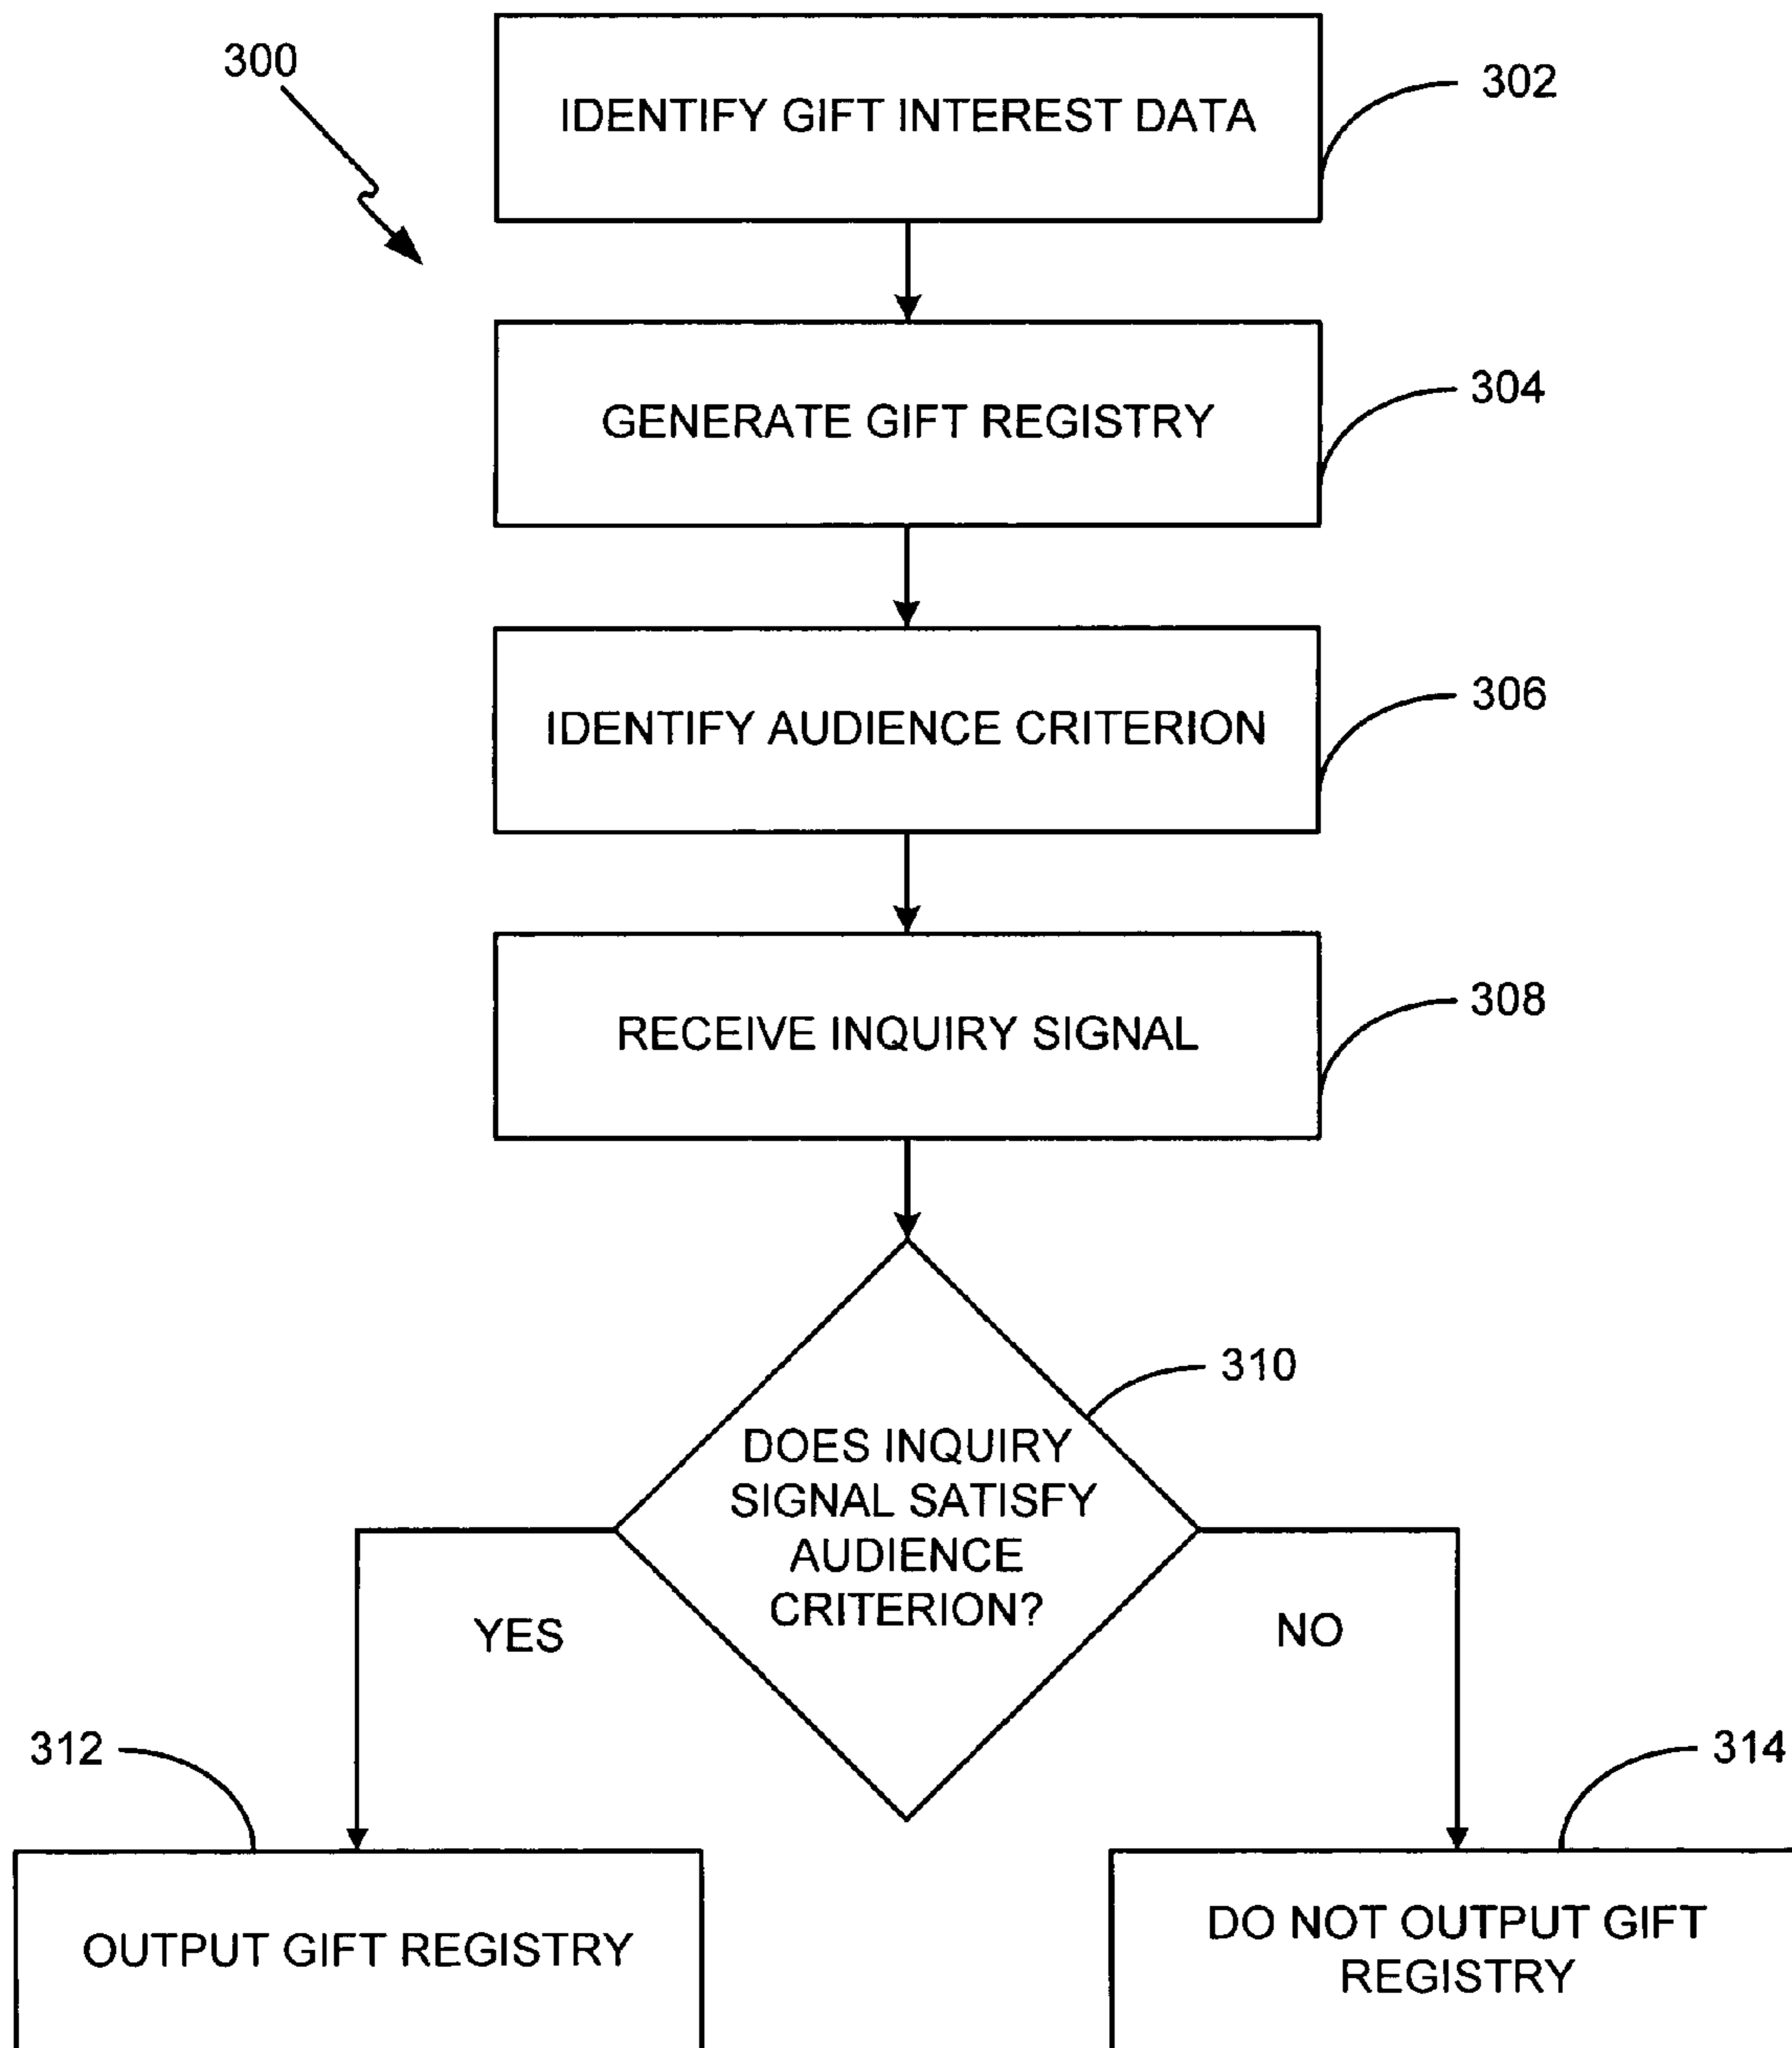 300
IDENTIFY GIFT INTEREST DATA
302
GENERATE GIFT REGISTRY
304
IDENTIFY AUDIENCE CRITERION
306
RECEIVE INQUIRY SIGNAL
308
310
DOES INQUIRY
SIGNAL SATISFY
AUDIENCE
CRITERION?
YES
NO
312
314
OUTPUT GIFT REGISTRY
DO NOT OUTPUT GIFT
REGISTRY